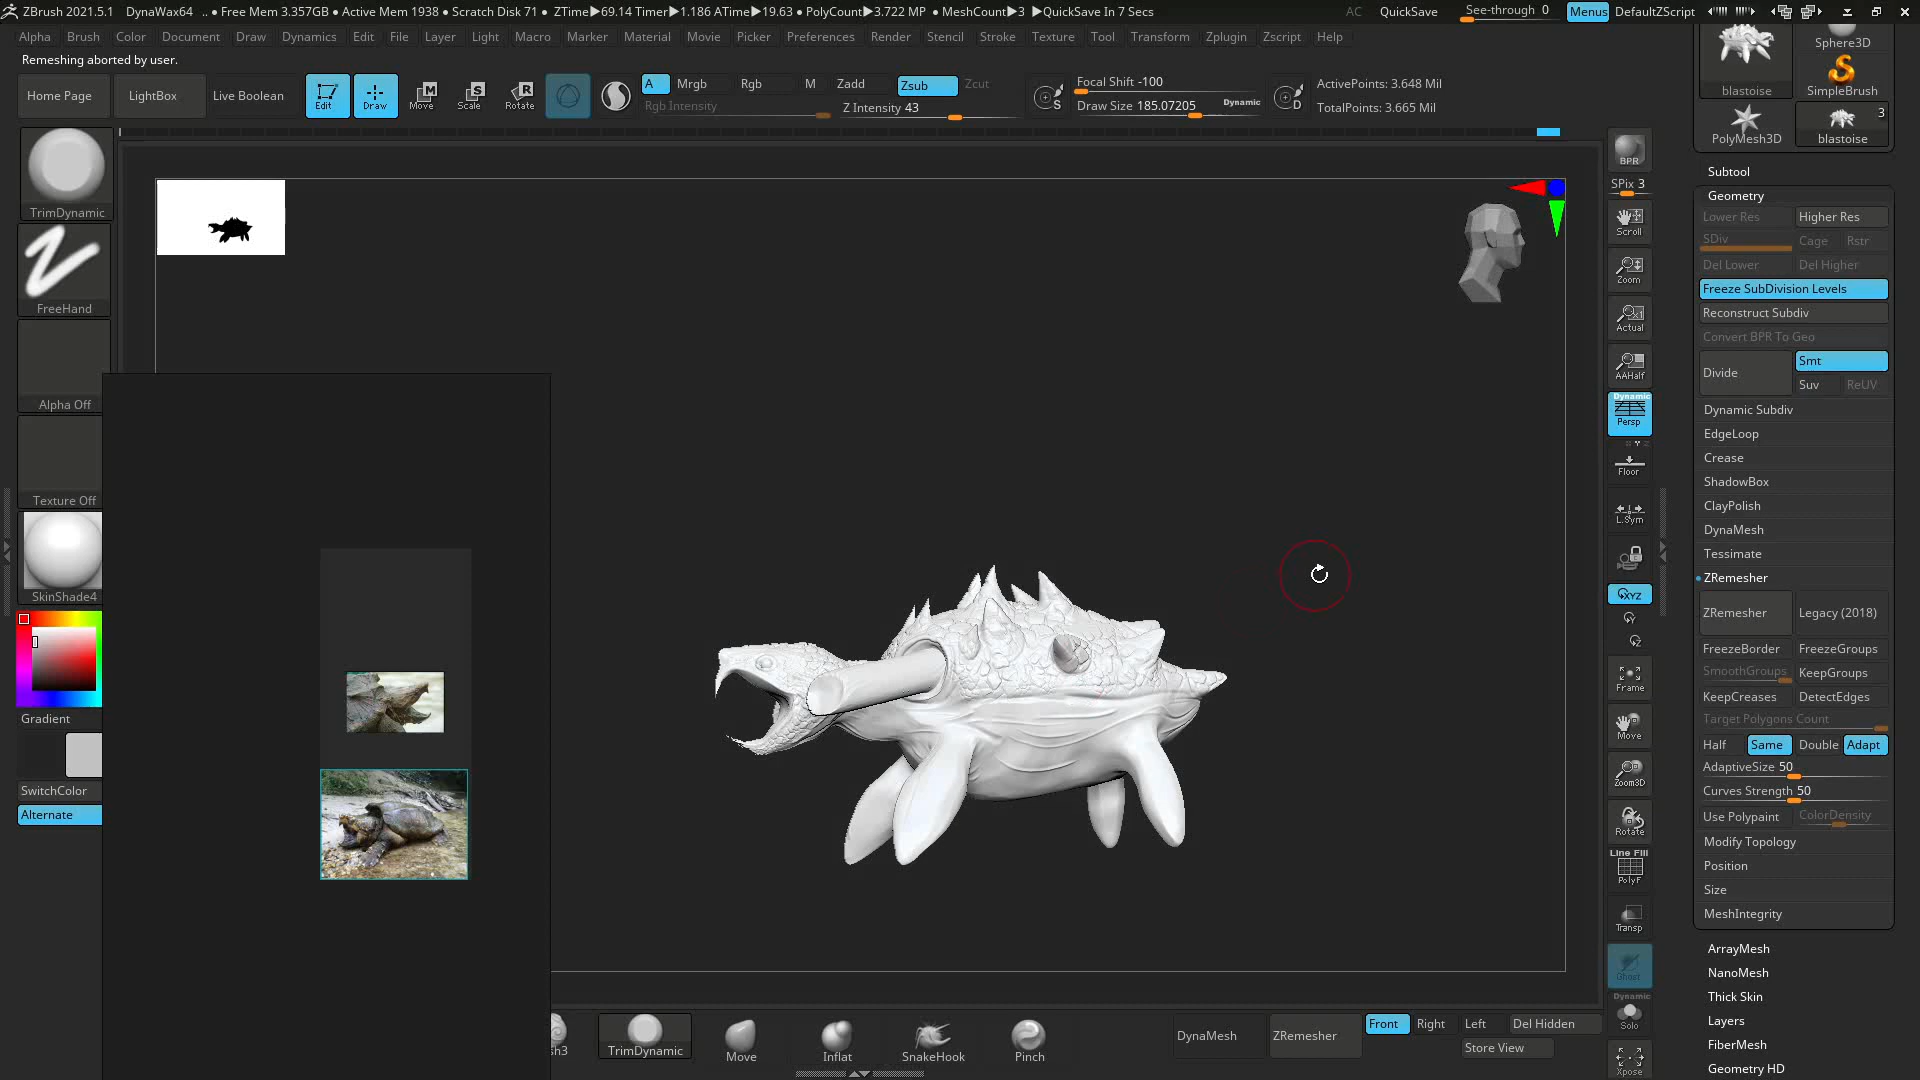 ZBrush 2021.5.1 DynaWax64 .. ● Free Mem 3.357GB ● Active Mem 1938 ● Scratch Disk 71 ● ZTime▶69.14 Timer▶1.186 ATime▶19.63 ● PolyCount▶3.722 MP ● MeshCount▶3 ▶QuickSave In 7 Secs AC QuickSave See-through 0 Menus DefaultZScript
Alpha Brush Color Document Draw Dynamics Edit File Layer Light Macro Marker Material Movie Picker Preferences Render Stencil Stroke Texture Tool Transform Zplugin Zscript Help
Remeshing aborted by user.
Home Page LightBox Live Boolean Edit Draw Move Scale Rotate
A Mrgb Rgb M Zadd Zsub Zcut
Rgb Intensity Z Intensity 43
S Focal Shift -100
Draw Size 185.07205 Dynamic
D ActivePoints: 3.648 Mil
TotalPoints: 3.665 Mil
TrimDynamic
FreeHand
Alpha Off
Texture Off
SkinShade4
Gradient
SwitchColor
Alternate
BPR
SPix 3
Scroll
Zoom
Actual
AAHalf
Dynamic
Persp
Floor
L.Sym
XYZ
Frame
Move
Zoom3D
Rotate
Line Fill
PolyF
Transp
Ghost
Dynamic
Solo
Xpose
blastoise
Sphere3D
SimpleBrush
PolyMesh3D
3
blastoise
Subtool
Geometry
Lower Res Higher Res
SDiv Cage Rstr
Del Lower Del Higher
Freeze SubDivision Levels
Reconstruct Subdiv
Convert BPR To Geo
Divide Smt
Suv ReUV
Dynamic Subdiv
EdgeLoop
Crease
ShadowBox
ClayPolish
DynaMesh
Tessimate
ZRemesher
ZRemesher Legacy (2018)
FreezeBorder FreezeGroups
SmoothGroups KeepGroups
KeepCreases DetectEdges
Target Polygons Count
Half Same Double Adapt
AdaptiveSize 50
Curves Strength 50
Use Polypaint ColorDensity
Modify Topology
Position
Size
MeshIntegrity
ArrayMesh
NanoMesh
Thick Skin
Layers
FiberMesh
Geometry HD
sh3 TrimDynamic Move Inflat SnakeHook Pinch
DynaMesh ZRemesher Front Right Left Del Hidden
Store View